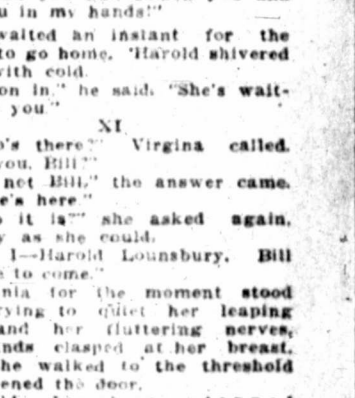 u in my hands!"
waited an instant for the
to go home. 'Harold shivered
with cold.
on in," he said. "She's wait-
you."
XI
o's there?" Virgina called.
you, Bill?"
not Bill," the answer came.
e's here."
it is?" she asked again,
y as she could.
I—Harold Lounsbury. Bill
e to come."
nia for the moment stood
rying to quiet her leaping
and her fluttering nerves,
nds clasped at her breast.
he walked to the threshold
ened the door.